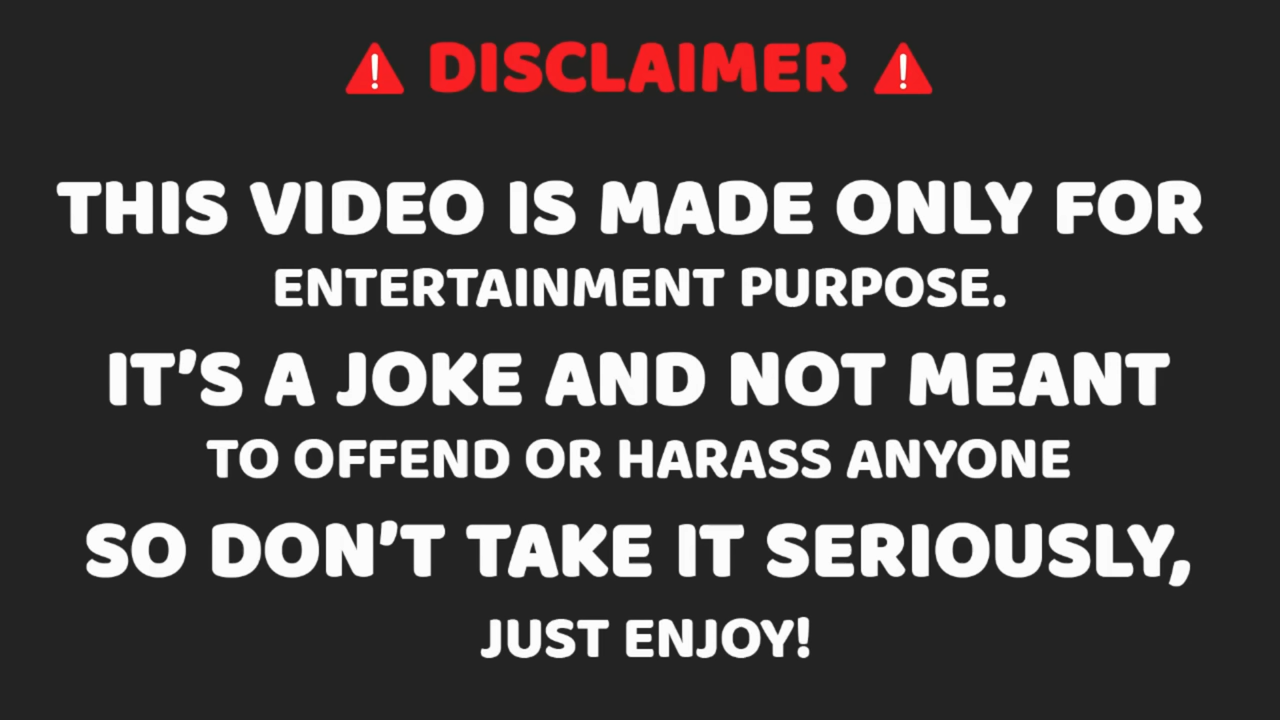 ⚠ DISCLAIMER ⚠
THIS VIDEO IS MADE ONLY FOR
ENTERTAINMENT PURPOSE.
IT'S A JOKE AND NOT MEANT
TO OFFEND OR HARASS ANYONE
SO DON'T TAKE IT SERIOUSLY,
JUST ENJOY!